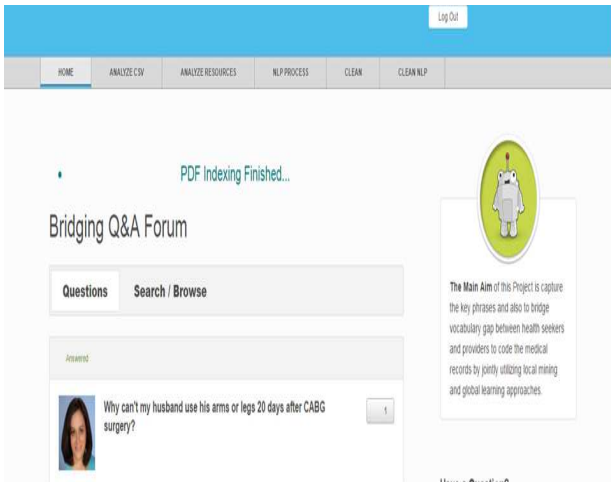 Log Out
HOME ANALYZE CSV ANALYZE RESOURCES NLP PROCESS CLEAN CLEAN NLP
PDF Indexing Finished...
Bridging Q&A Forum
Questions Search / Browse
Answered
Why can't my husband use his arms or legs 20 days after CABG
surgery?
1
The Main Aim of this Project is capture
the key phrases and also to bridge
vocabulary gap between health seekers
and providers to code the medical
records by jointly utilizing local mining
and global learning approaches.
Have a Question?